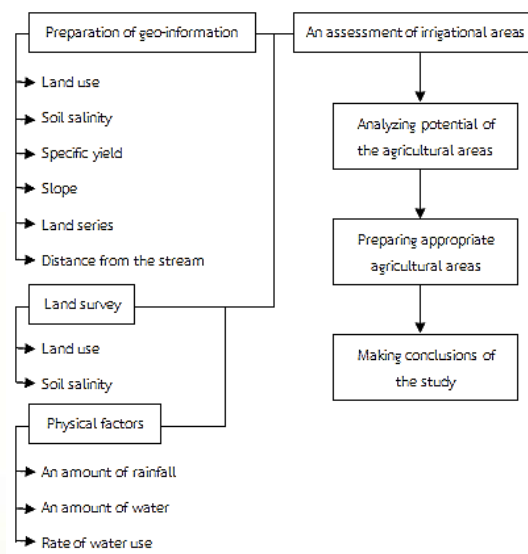 Preparation of geo-information
Land use
Soil salinity
Specific yield
Slope
Land series
Distance from the stream
Land survey
Land use
Soil salinity
Physical factors
An amount of rainfall
An amount of water
Rate of water use
An assessment of irrigational areas
Analyzing potential of
the agricultural areas
Preparing appropriate
agricultural areas
Making conclusions of
the study